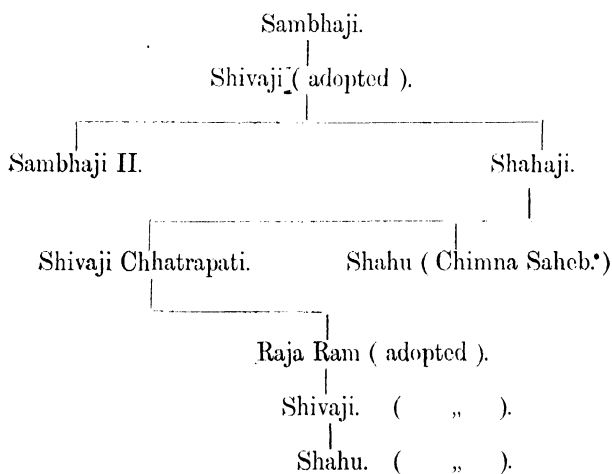 Sambhaji.
Shivaji ( adopted ).
Sambhaji II. Shahaji.
Shivaji Chhatrapati. Shahu ( Chimna Saheb. )
Raja Ram ( adopted ).
Shivaji. ( ,, ).
Shahu. ( ,, ).